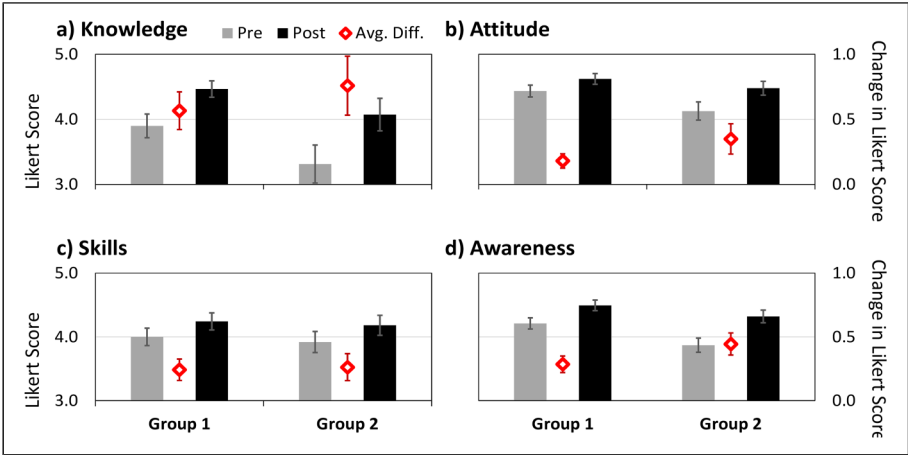 a) Knowledge
Pre Post Avg. Diff.
b) Attitude
5.0
4.0
3.0
Likert Score
1.0
0.5
0.0
Change in Likert Score
c) Skills
d) Awareness
5.0
4.0
3.0
Likert Score
1.0
0.5
0.0
Change in Likert Score
Group 1 Group 2 Group 1 Group 2